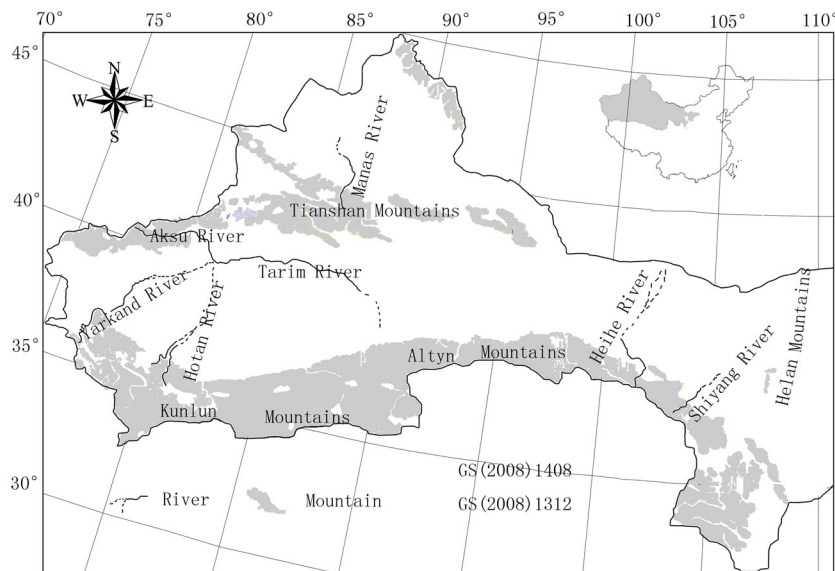 70° 75° 80° 85° 90° 95° 100° 105° 110°
45°
N
W E
S
Manas River
40°
Tianshan Mountains
Aksu River
Tarim River
Yarkand River
Hotan River
Heihe River
Helan Mountains
35°
Altyn Mountains
Shiyang River
Kunlun Mountains
30°
GS(2008)1408
River Mountain GS(2008)1312